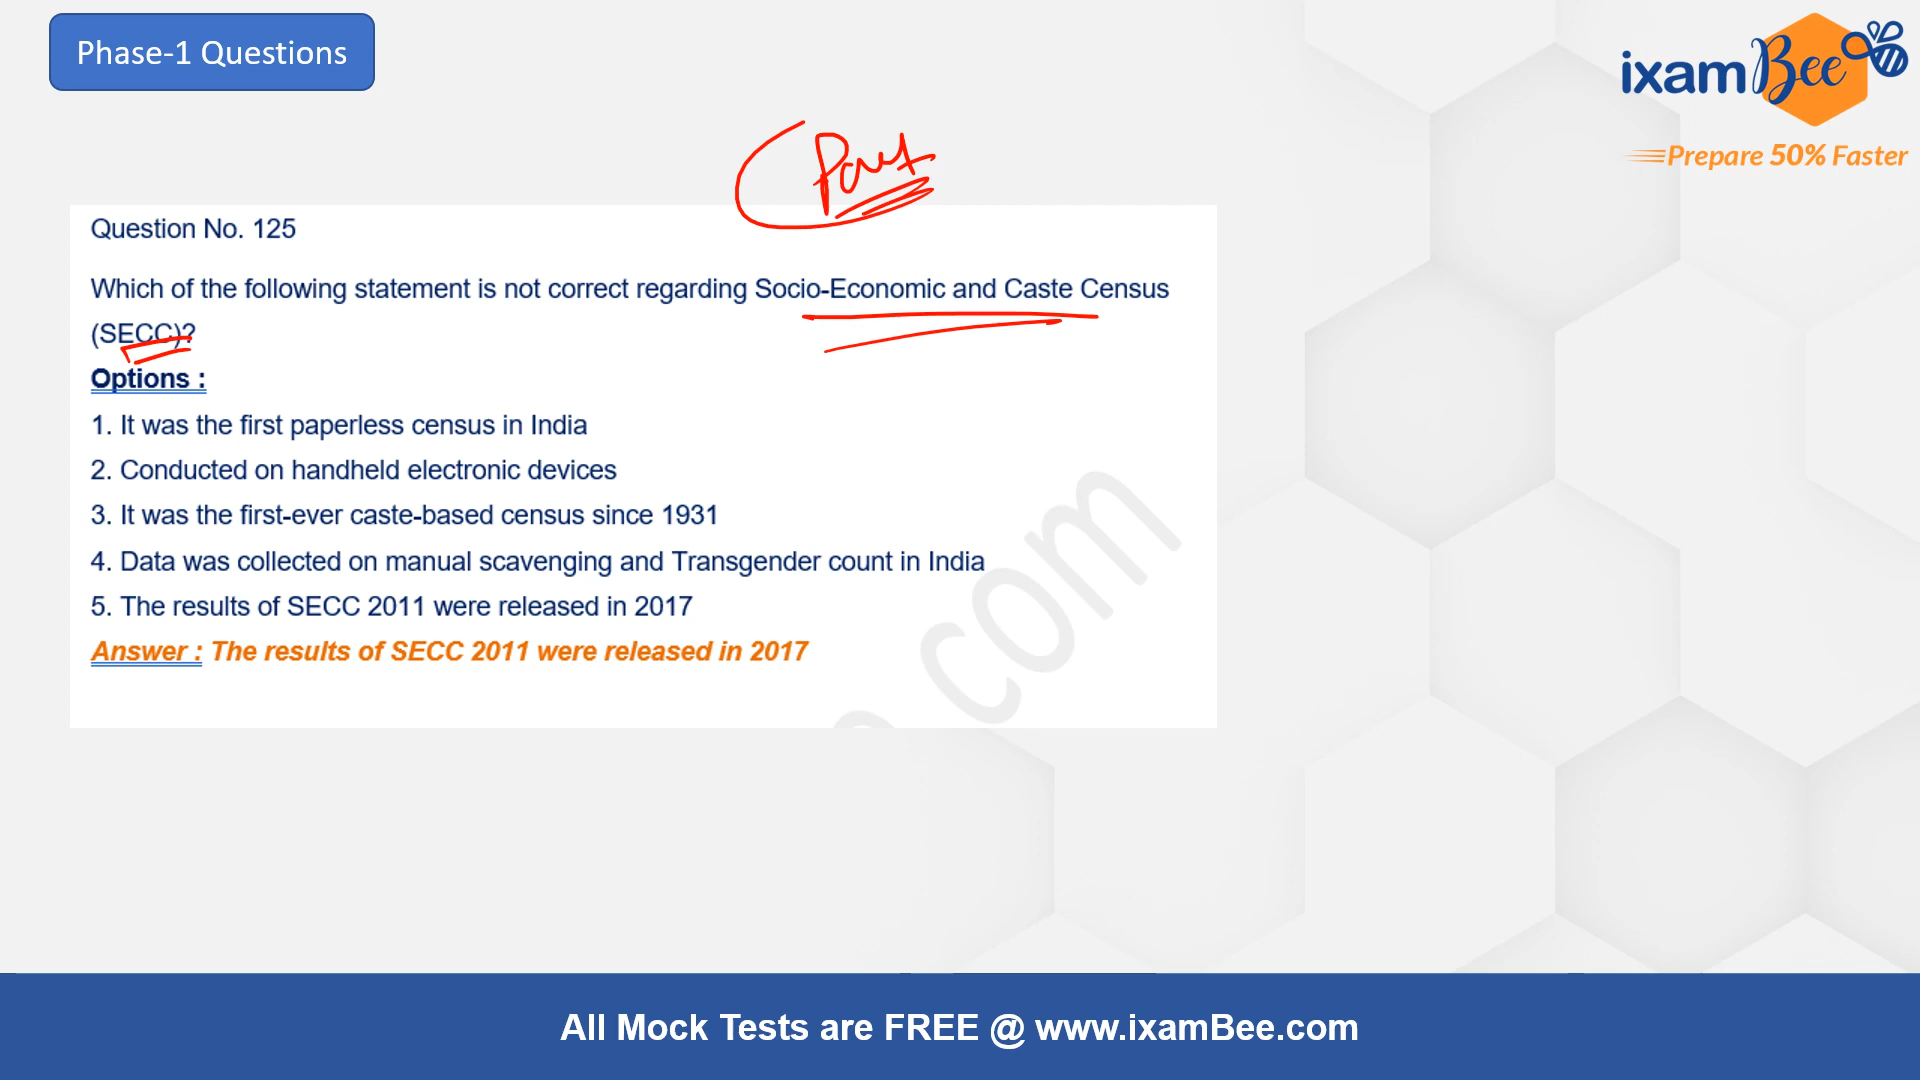 Phase-1 Questions
ixamBee
Prepare 50% Faster
Question No. 125
Which of the following statement is not correct regarding Socio-Economic and Caste Census
(SECC)?
Options :
1. It was the first paperless census in India
2. Conducted on handheld electronic devices
3. It was the first-ever caste-based census since 1931
4. Data was collected on manual scavenging and Transgender count in India
5. The results of SECC 2011 were released in 2017
Answer : The results of SECC 2011 were released in 2017
.com
All Mock Tests are FREE @ www.ixamBee.com